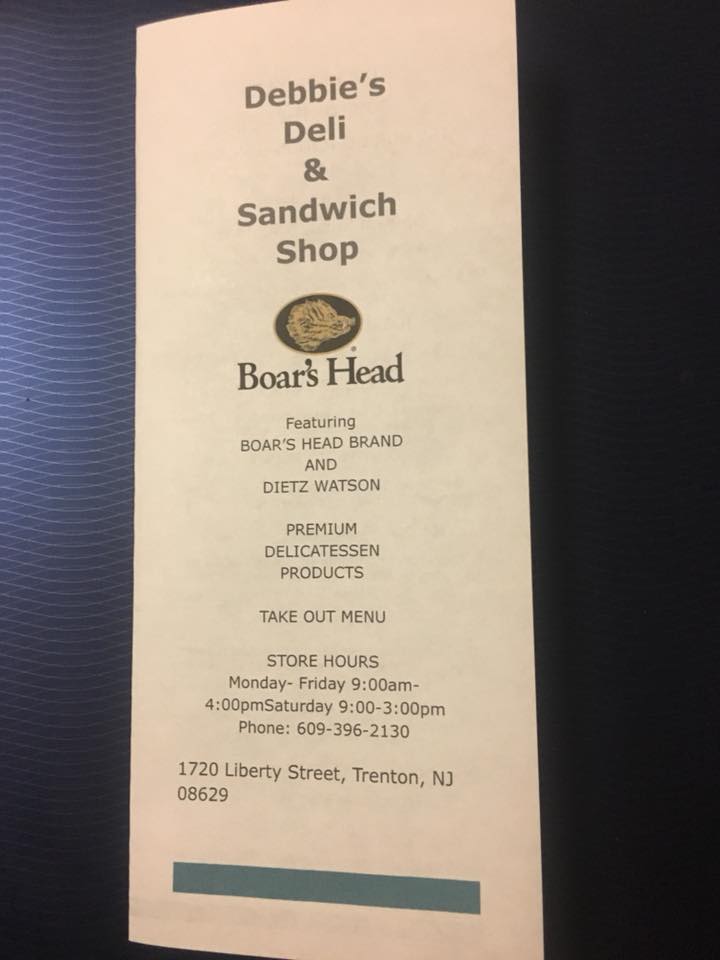 Debbie's
Deli
&
Sandwich
Shop
Boar's Head
Featuring
BOAR'S HEAD BRAND
AND
DIETZ WATSON
PREMIUM
DELICATESSEN
PRODUCTS
TAKE OUT MENU
STORE HOURS
Monday- Friday 9:00am-
4:00pmSaturday 9:00-3:00pm
Phone: 609-396-2130
1720 Liberty Street, Trenton, NJ
08629